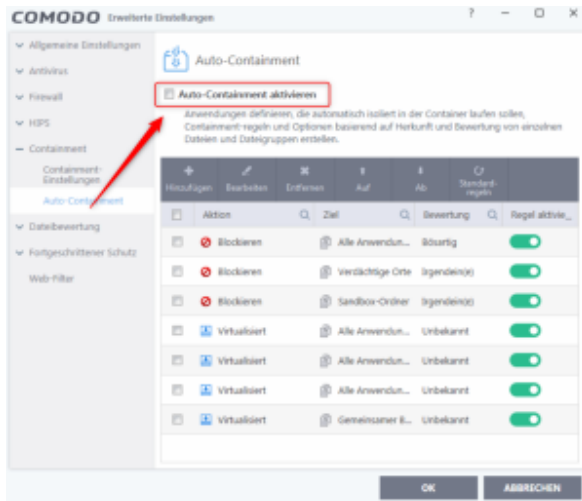 COMODO Erweiterte Einstellungen
Allgemeine Einstellungen
Antivirus
Firewall
HIPS
Containment
Containment-
Einstellungen
Auto-Containment
Dateibewertung
Fortgeschrittener Schutz
Web-Filter
Auto-Containment
Auto-Containment aktivieren
Anwendungen definieren, die automatisch isoliert in der Container laufen sollen,
Containment-regeln und Optionen basierend auf Herkunft und Bewertung von einzelnen
Dateien und Dateigruppen erstellen.
Hinzufügen Bearbeiten Entfernen Auf Ab Standard-
regeln
Aktion Ziel Bewertung Regel aktivie...
Blockieren Alle Anwendun... Bösartig
Blockieren Verdächtige Orte Irgendein(e)
Blockieren Sandbox-Ordner Irgendein(e)
Virtualisiert Alle Anwendun... Unbekannt
Virtualisiert Alle Anwendun... Unbekannt
Virtualisiert Alle Anwendun... Unbekannt
Virtualisiert Gemeinsamer B... Unbekannt
OK ABBRECHEN